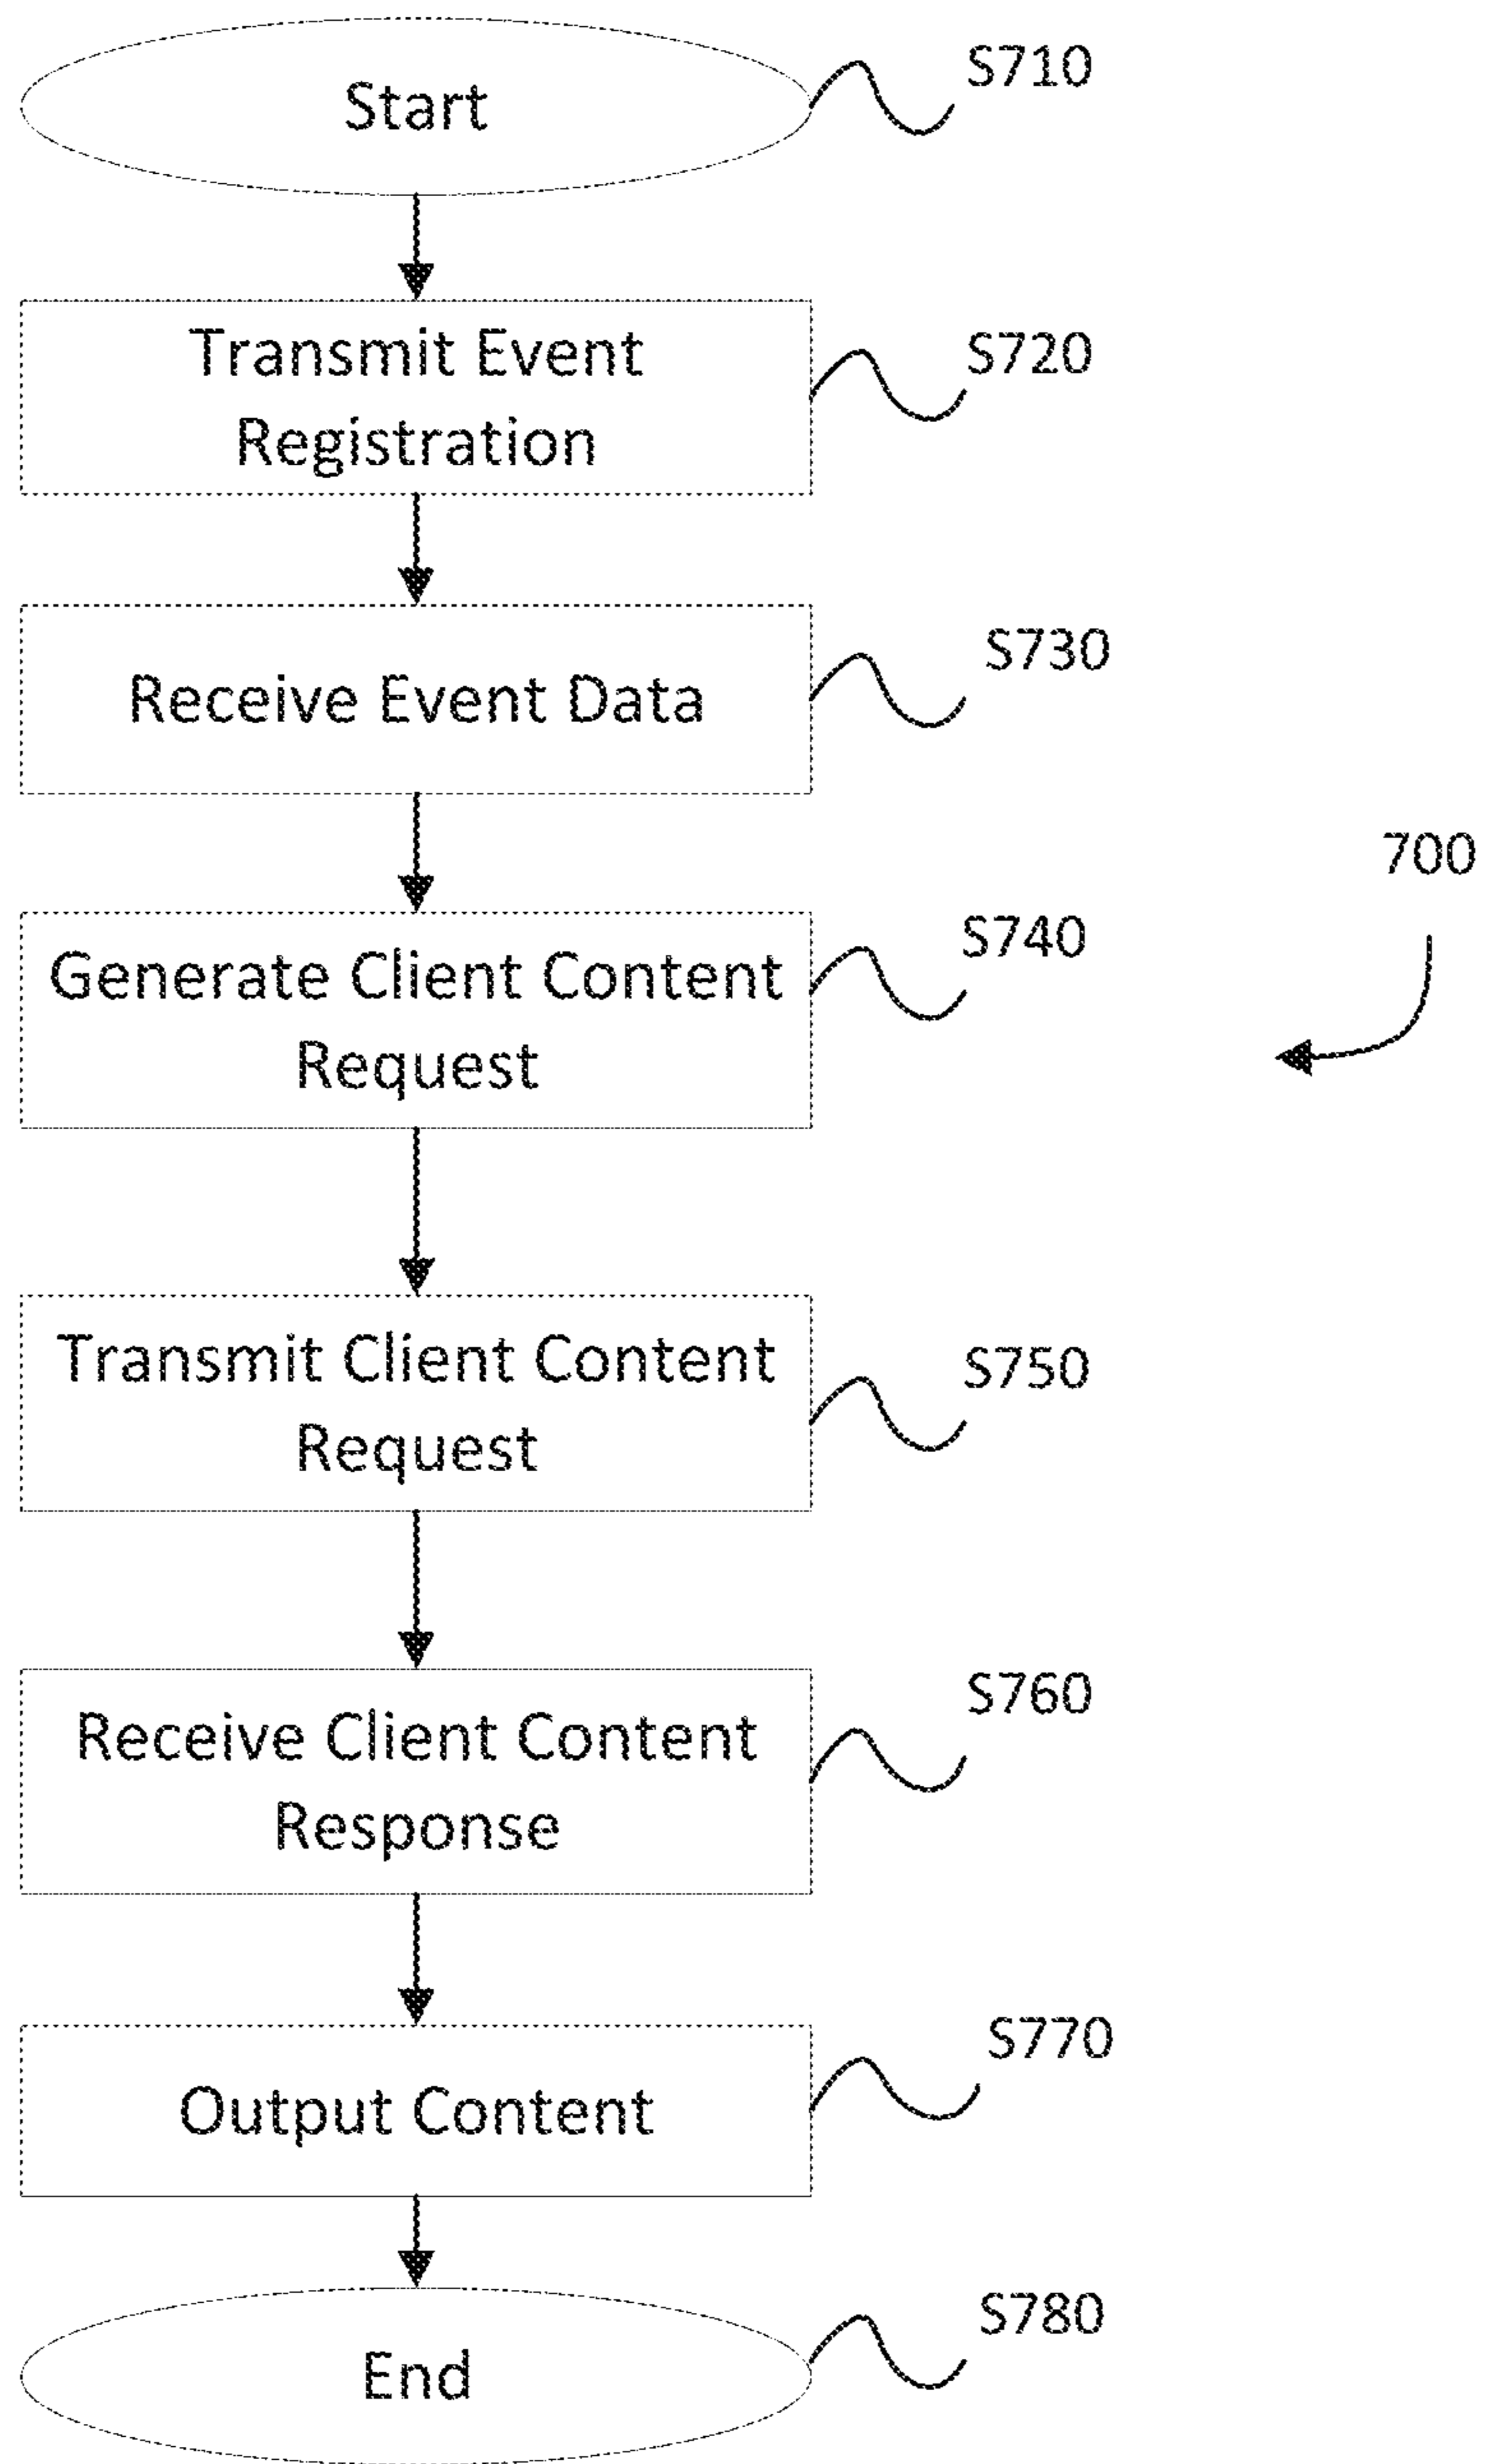 Start
S710
Transmit Event
Registration
S720
Receive Event Data
S730
700
Generate Client Content
Request
S740
Transmit Client Content
Request
S750
Receive Client Content
Response
S760
Output Content
S770
End
S780